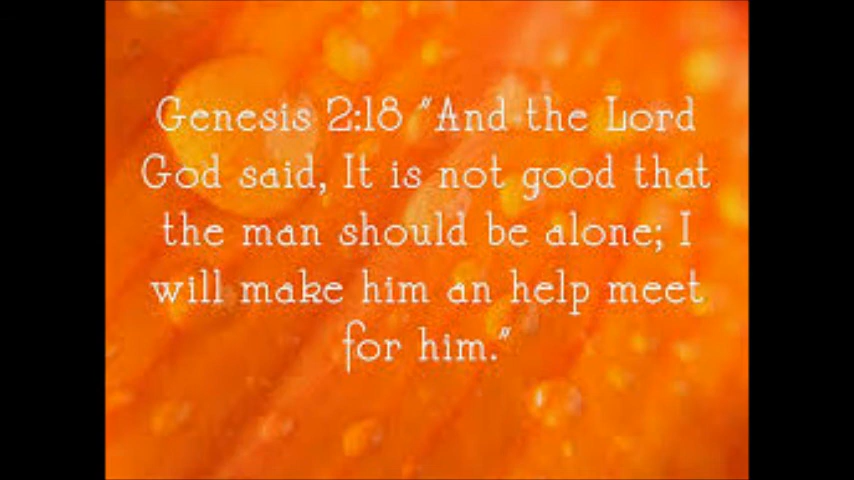 Genesis 2:18 "And the Lord
God said, It is not good that
the man should be alone; I
will make him an help meet
for him."